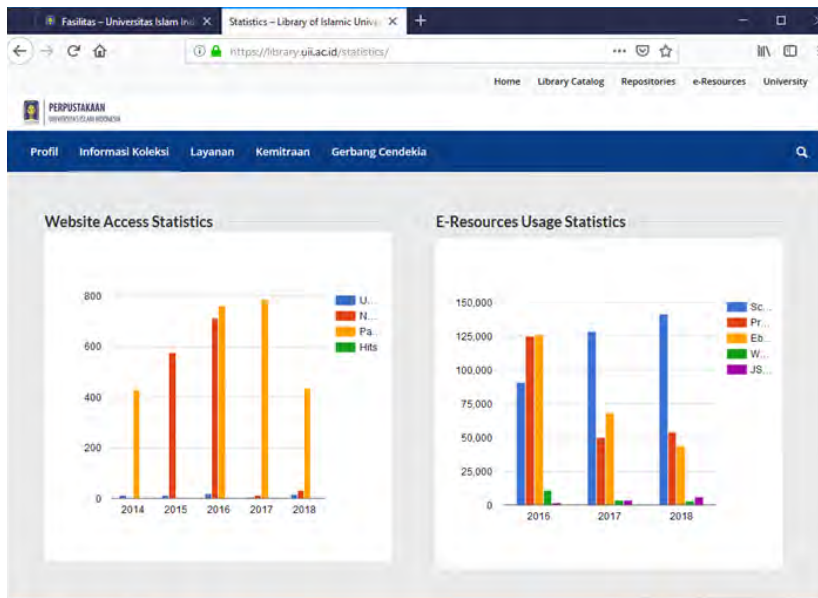 Fasilitas – Universitas Islam Ind
Statistics – Library of Islamic Unive
https://library.uii.ac.id/statistics/
Home Library Catalog Repositories e-Resources University
PERPUSTAKAAN
UNIVERSITAS ISLAM INDONESIA
Profil Informasi Koleksi Layanan Kemitraan Gerbang Cendekia
Website Access Statistics
800
600
400
200
0
2014 2015 2016 2017 2018
U...
N...
Pa...
Hits
E-Resources Usage Statistics
150,000
125,000
100,000
75,000
50,000
25,000
0
2016 2017 2018
Sc...
Pr...
Eb...
W...
JS...